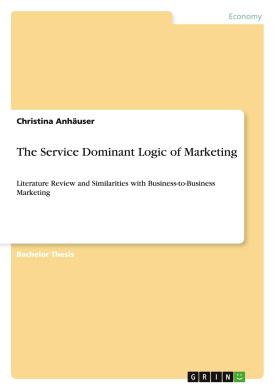 Economy
Christina Anhäuser
The Service Dominant Logic of Marketing
Literature Review and Similarities with Business-to-Business
Marketing
Bachelor Thesis
G R I N